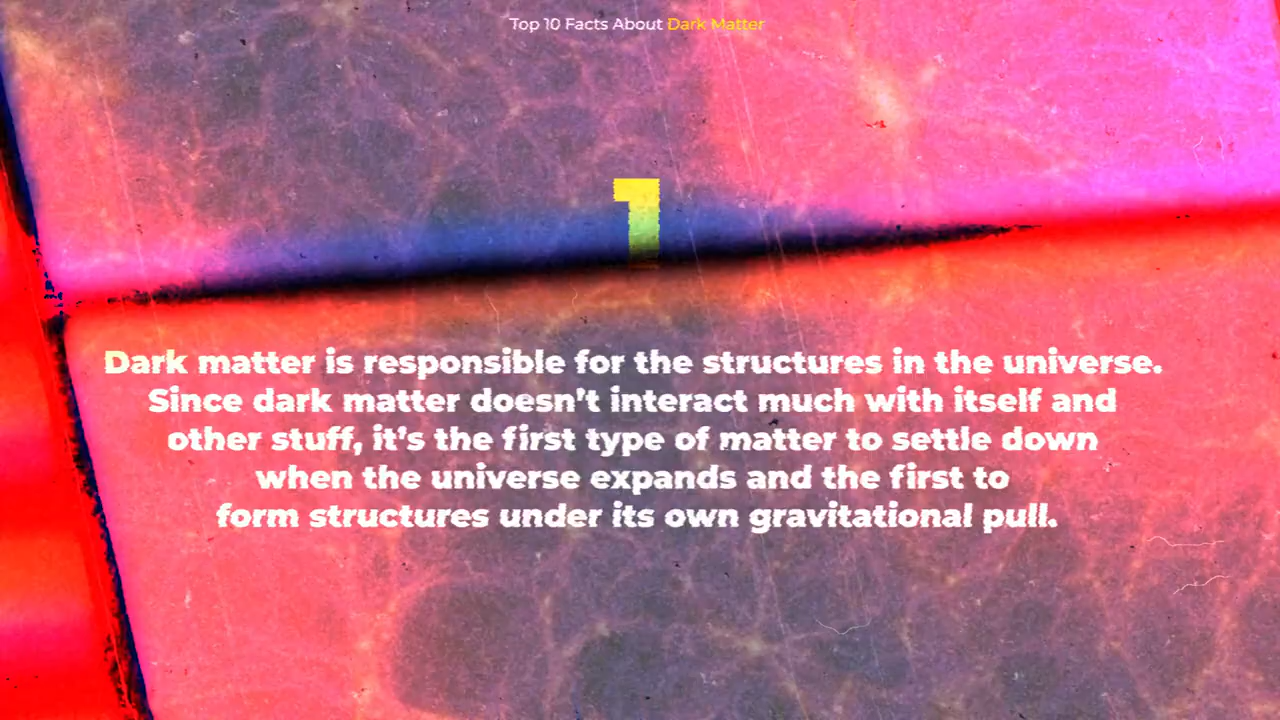 Top 10 Facts About Dark Matter
1
Dark matter is responsible for the structures in the universe.
Since dark matter doesn’t interact much with itself and
other stuff, it’s the first type of matter to settle down
when the universe expands and the first to
form structures under its own gravitational pull.